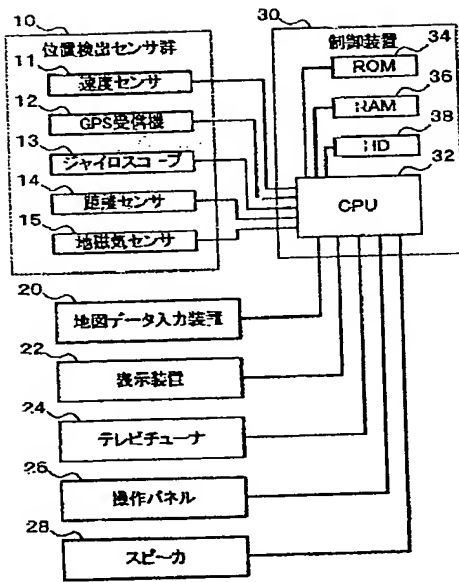 10
位置検出センサ群
11
速度センサ
12
GPS受信機
13
ジャイロスコープ
14
距離センサ
15
地磁気センサ
30
制御装置
34
ROM
36
RAM
38
HD
32
CPU
20
地図データ入力装置
22
表示装置
24
テレビチューナ
26
操作パネル
28
スピーカ